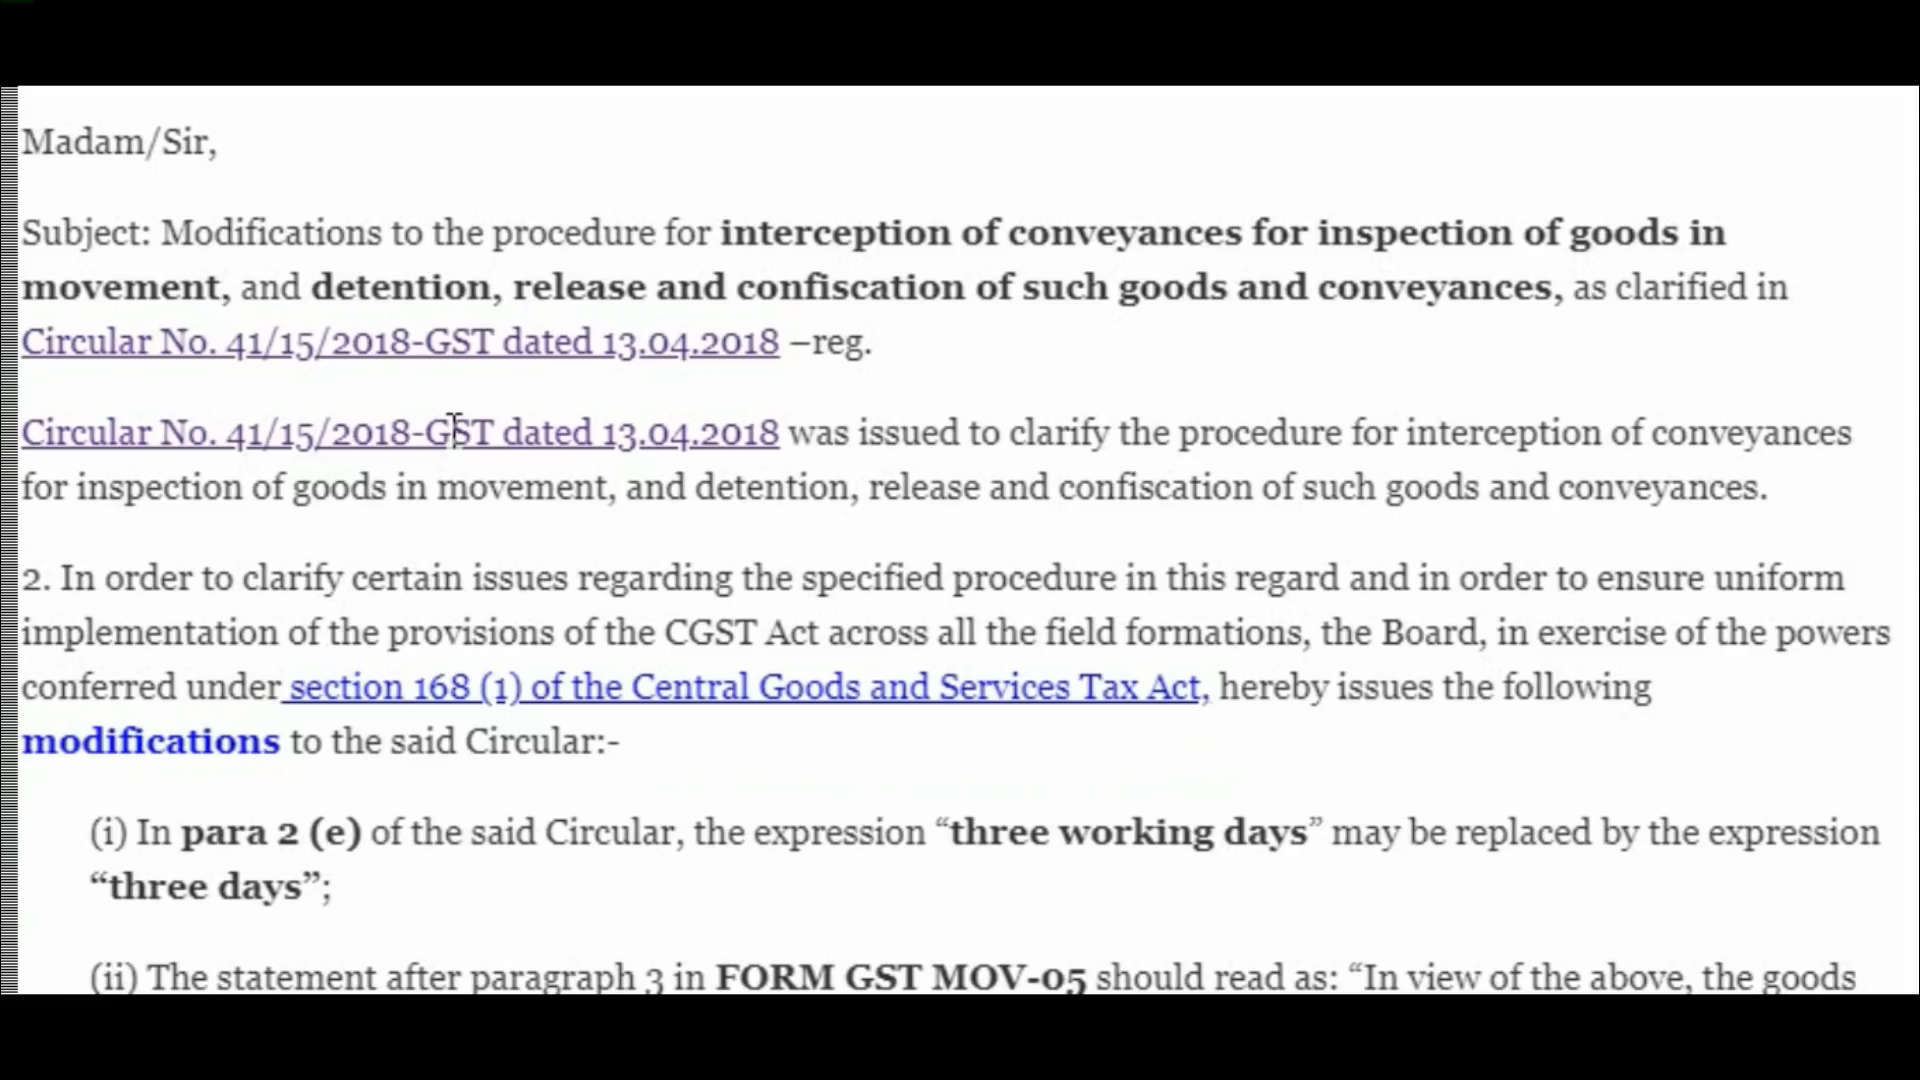 Madam/Sir,
Subject: Modifications to the procedure for interception of conveyances for inspection of goods in
movement, and detention, release and confiscation of such goods and conveyances, as clarified in
Circular No. 41/15/2018-GST dated 13.04.2018 –reg.
Circular No. 41/15/2018-GST dated 13.04.2018 was issued to clarify the procedure for interception of conveyances
for inspection of goods in movement, and detention, release and confiscation of such goods and conveyances.
2. In order to clarify certain issues regarding the specified procedure in this regard and in order to ensure uniform
implementation of the provisions of the CGST Act across all the field formations, the Board, in exercise of the powers
conferred under section 168 (1) of the Central Goods and Services Tax Act, hereby issues the following
modifications to the said Circular:-
(i) In para 2 (e) of the said Circular, the expression “three working days” may be replaced by the expression
“three days”;
(ii) The statement after paragraph 3 in FORM GST MOV-05 should read as: “In view of the above, the goods